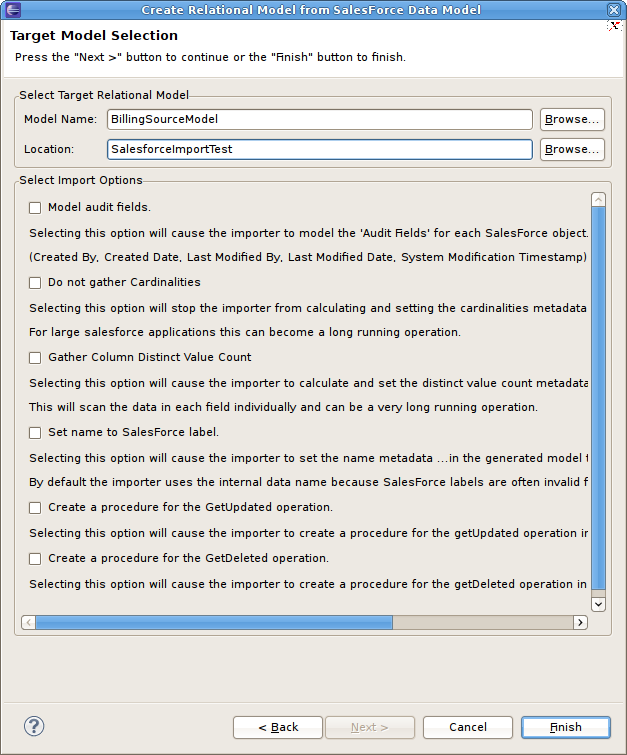 Create Relational Model from SalesForce Data Model
Target Model Selection
Press the "Next >" button to continue or the "Finish" button to finish.
Select Target Relational Model
Model Name: BillingSourceModel Browse...
Location: SalesforceImportTest Browse...
Select Import Options
Model audit fields.
Selecting this option will cause the importer to model the 'Audit Fields' for each SalesForce object.
(Created By, Created Date, Last Modified By, Last Modified Date, System Modification Timestamp)
Do not gather Cardinalities
Selecting this option will stop the importer from calculating and setting the cardinalities metadata
For large salesforce applications this can become a long running operation.
Gather Column Distinct Value Count
Selecting this option will cause the importer to calculate and set the distinct value count metadata
This will scan the data in each field individually and can be a very long running operation.
Set name to SalesForce label.
Selecting this option will cause the importer to set the name metadata ...in the generated model
By default the importer uses the internal data name because SalesForce labels are often invalid
Create a procedure for the GetUpdated operation.
Selecting this option will cause the importer to create a procedure for the getUpdated operation in
Create a procedure for the GetDeleted operation.
Selecting this option will cause the importer to create a procedure for the getDeleted operation in
? < Back Next > Cancel Finish